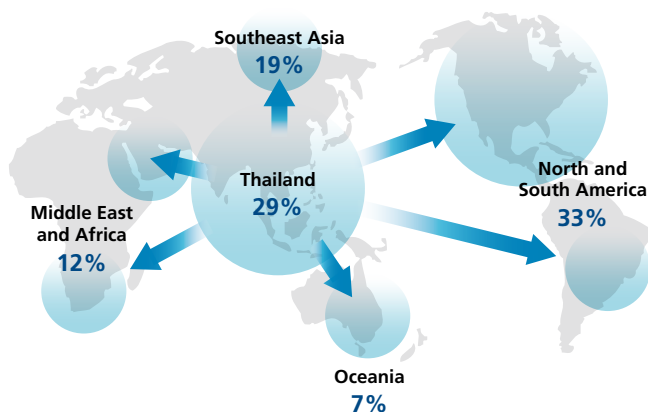 Southeast Asia
19%
Thailand
29%
North and
South America
33%
Middle East
and Africa
12%
Oceania
7%